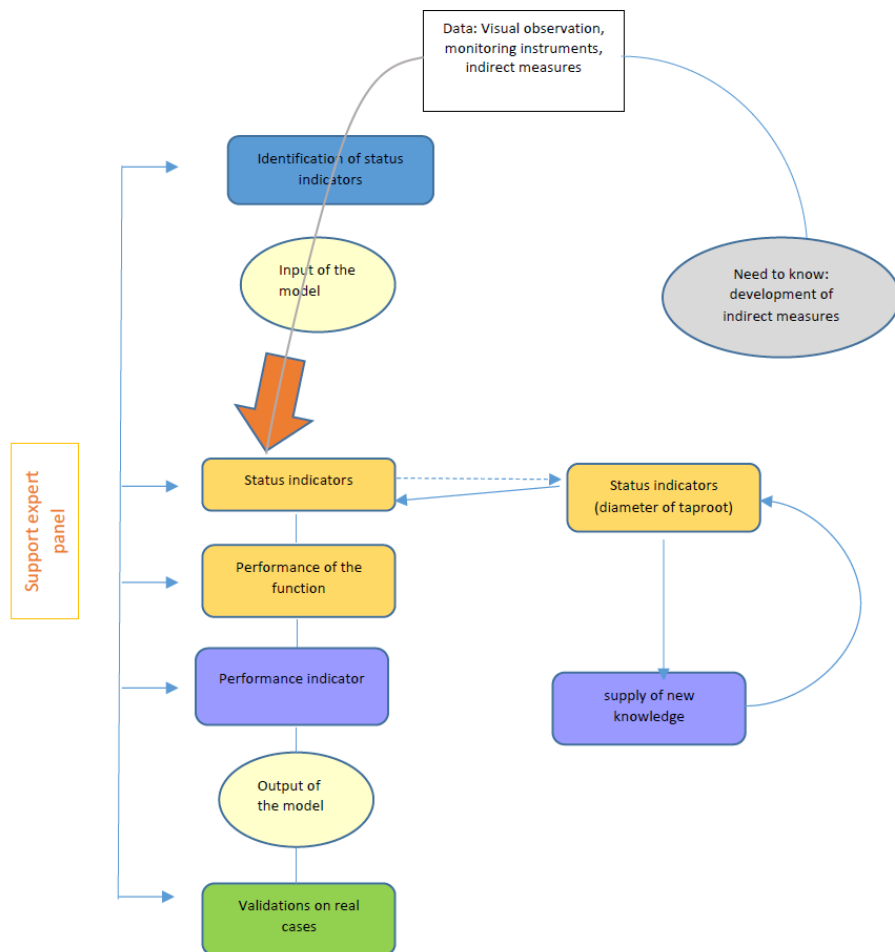 Data: Visual observation,
monitoring instruments,
indirect measures
Identification of status
indicators
Input of the
model
Need to know:
development of
indirect measures
Support expert
panel
Status indicators
Status indicators
(diameter of taproot)
Performance of the
function
Performance indicator
supply of new
knowledge
Output of
the model
Validations on real
cases